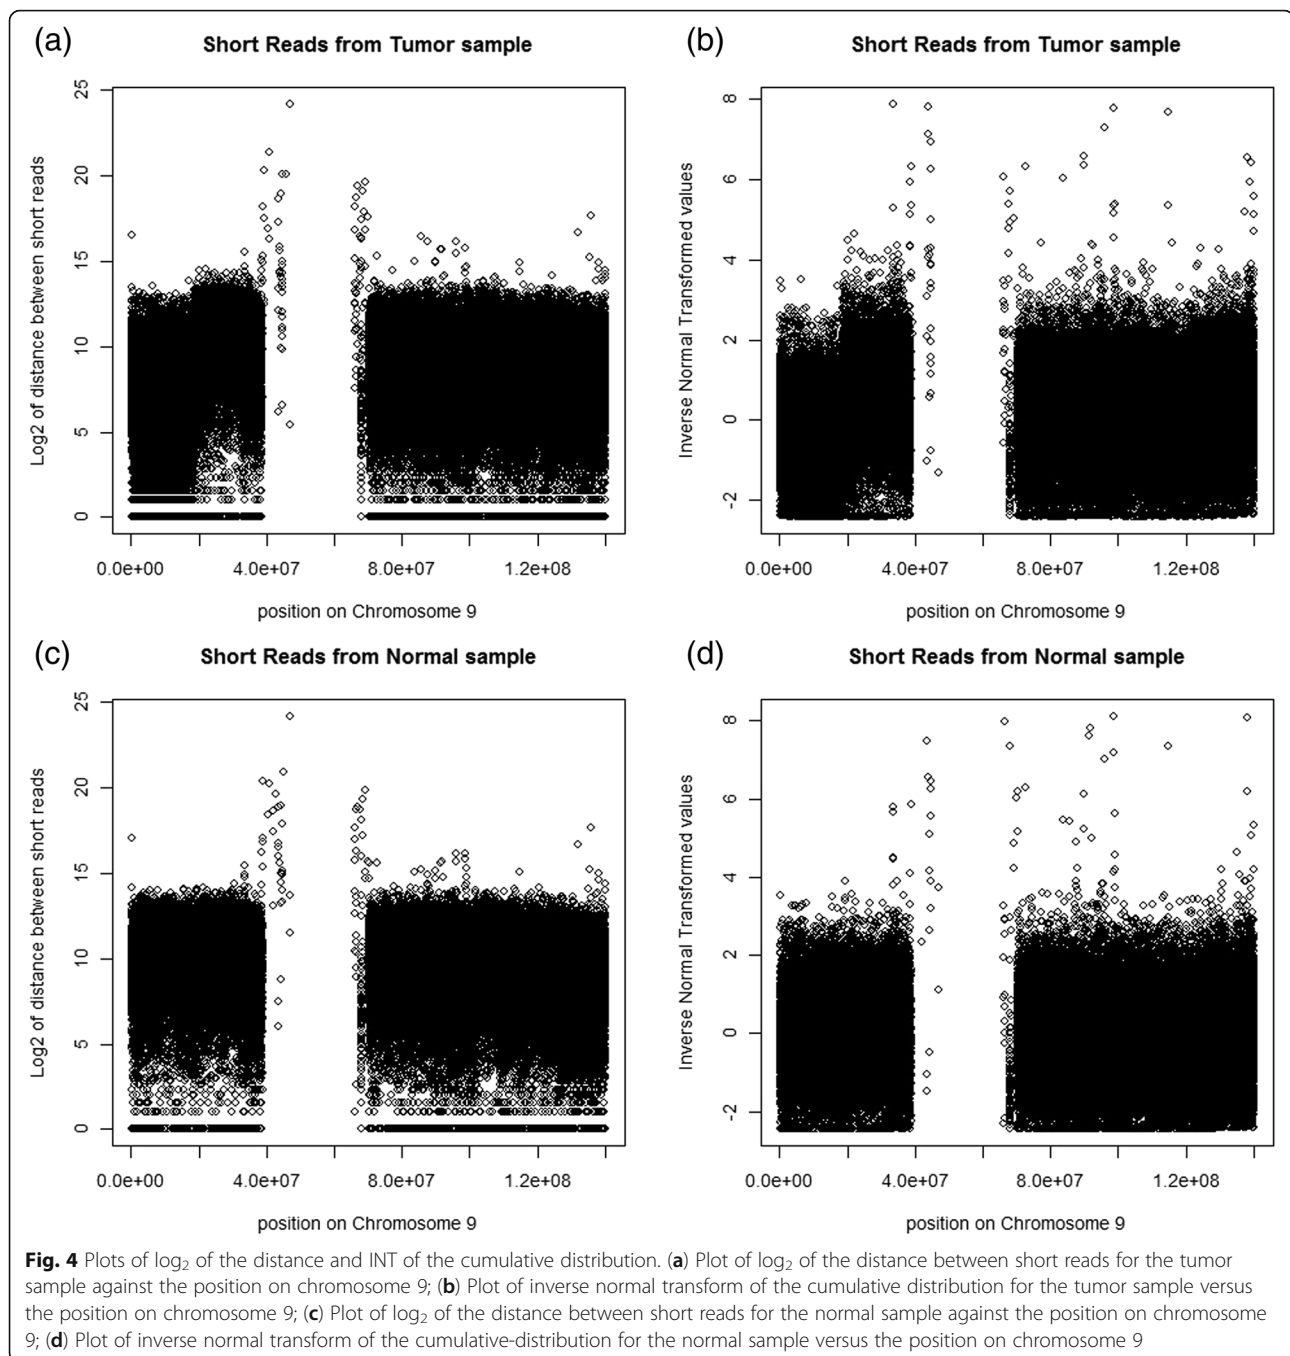 (a)
Short Reads from Tumor sample
Log2 of distance between short reads
25
20
15
10
5
0
0.0e+00 4.0e+07 8.0e+07 1.2e+08
position on Chromosome 9
(b)
Short Reads from Tumor sample
Inverse Normal Transformed values
8
6
4
2
0
-2
0.0e+00 4.0e+07 8.0e+07 1.2e+08
position on Chromosome 9
(c)
Short Reads from Normal sample
Log2 of distance between short reads
25
20
15
10
5
0
0.0e+00 4.0e+07 8.0e+07 1.2e+08
position on Chromosome 9
(d)
Short Reads from Normal sample
Inverse Normal Transformed values
8
6
4
2
0
-2
0.0e+00 4.0e+07 8.0e+07 1.2e+08
position on Chromosome 9
Fig. 4 Plots of log₂ of the distance and INT of the cumulative distribution. (a) Plot of log₂ of the distance between short reads for the tumor
sample against the position on chromosome 9; (b) Plot of inverse normal transform of the cumulative distribution for the tumor sample versus
the position on chromosome 9; (c) Plot of log₂ of the distance between short reads for the normal sample against the position on chromosome
9; (d) Plot of inverse normal transform of the cumulative-distribution for the normal sample versus the position on chromosome 9